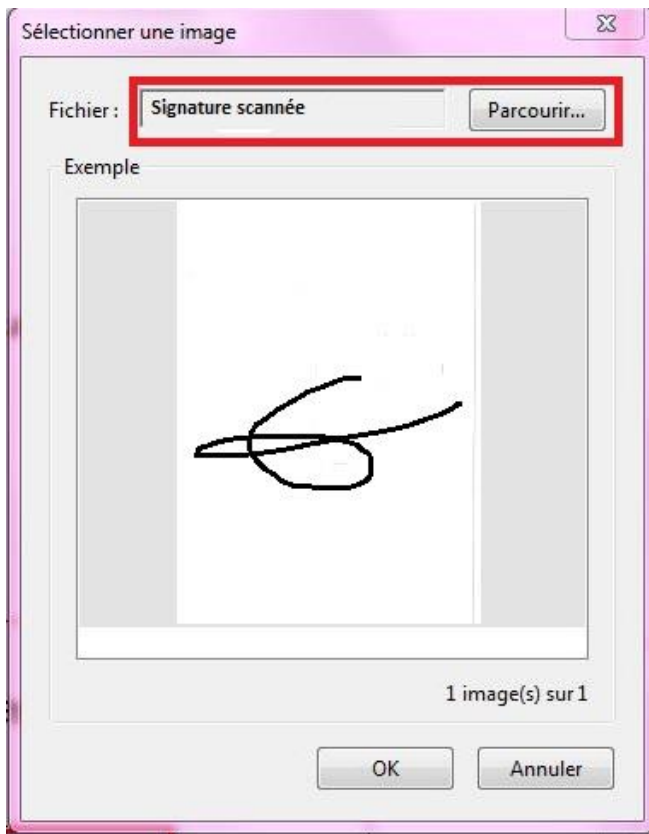 Sélectionner une image
Fichier : Signature scannée Parcourir...
Exemple
1 image(s) sur 1
OK Annuler